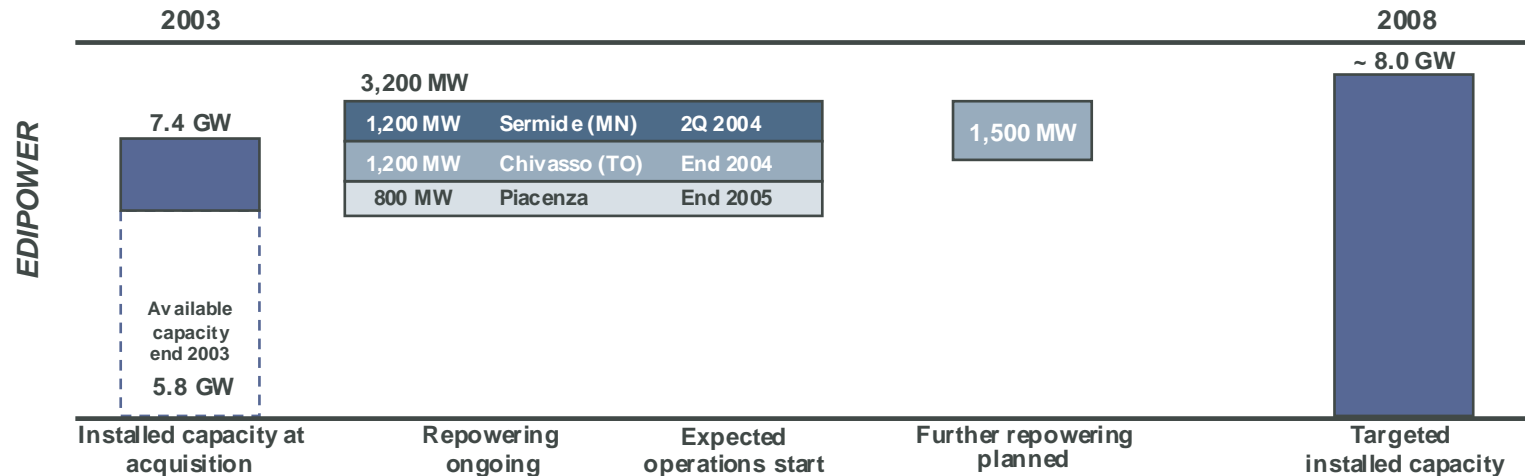 2003
2008
EDIPOWER
7.4 GW
Available
capacity
end 2003
5.8 GW
3,200 MW
1,200 MW Sermide (MN) 2Q 2004
1,200 MW Chivasso (TO) End 2004
800 MW Piacenza End 2005
1,500 MW
~ 8.0 GW
Installed capacity at
acquisition
Repowering
ongoing
Expected
operations start
Further repowering
planned
Targeted
installed capacity